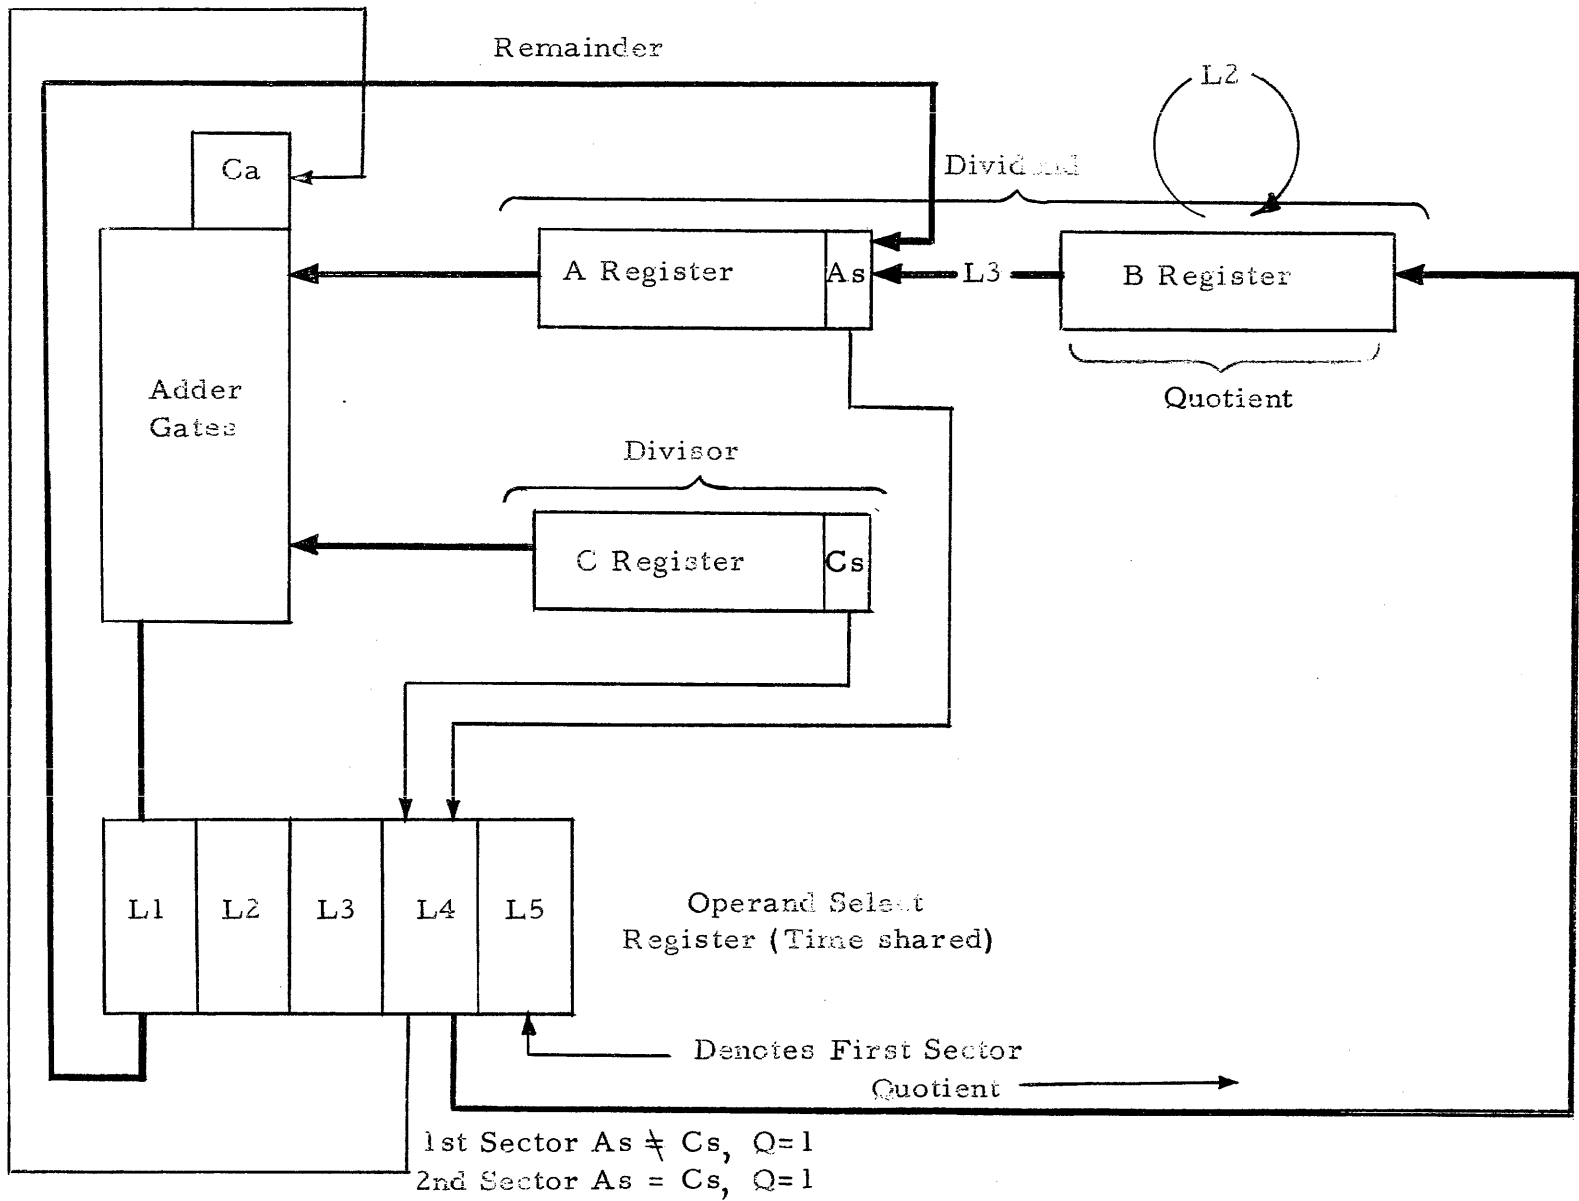 Remainder
L2
Ca
Dividend
A Register
As
L3
B Register
Adder
Gates
Quotient
Divisor
C Register
Cs
L1
L2
L3
L4
L5
Operand Select
Register (Time shared)
Denotes First Sector
Quotient
1st Sector As ≠ Cs, Q=1
2nd Sector As = Cs, Q=1